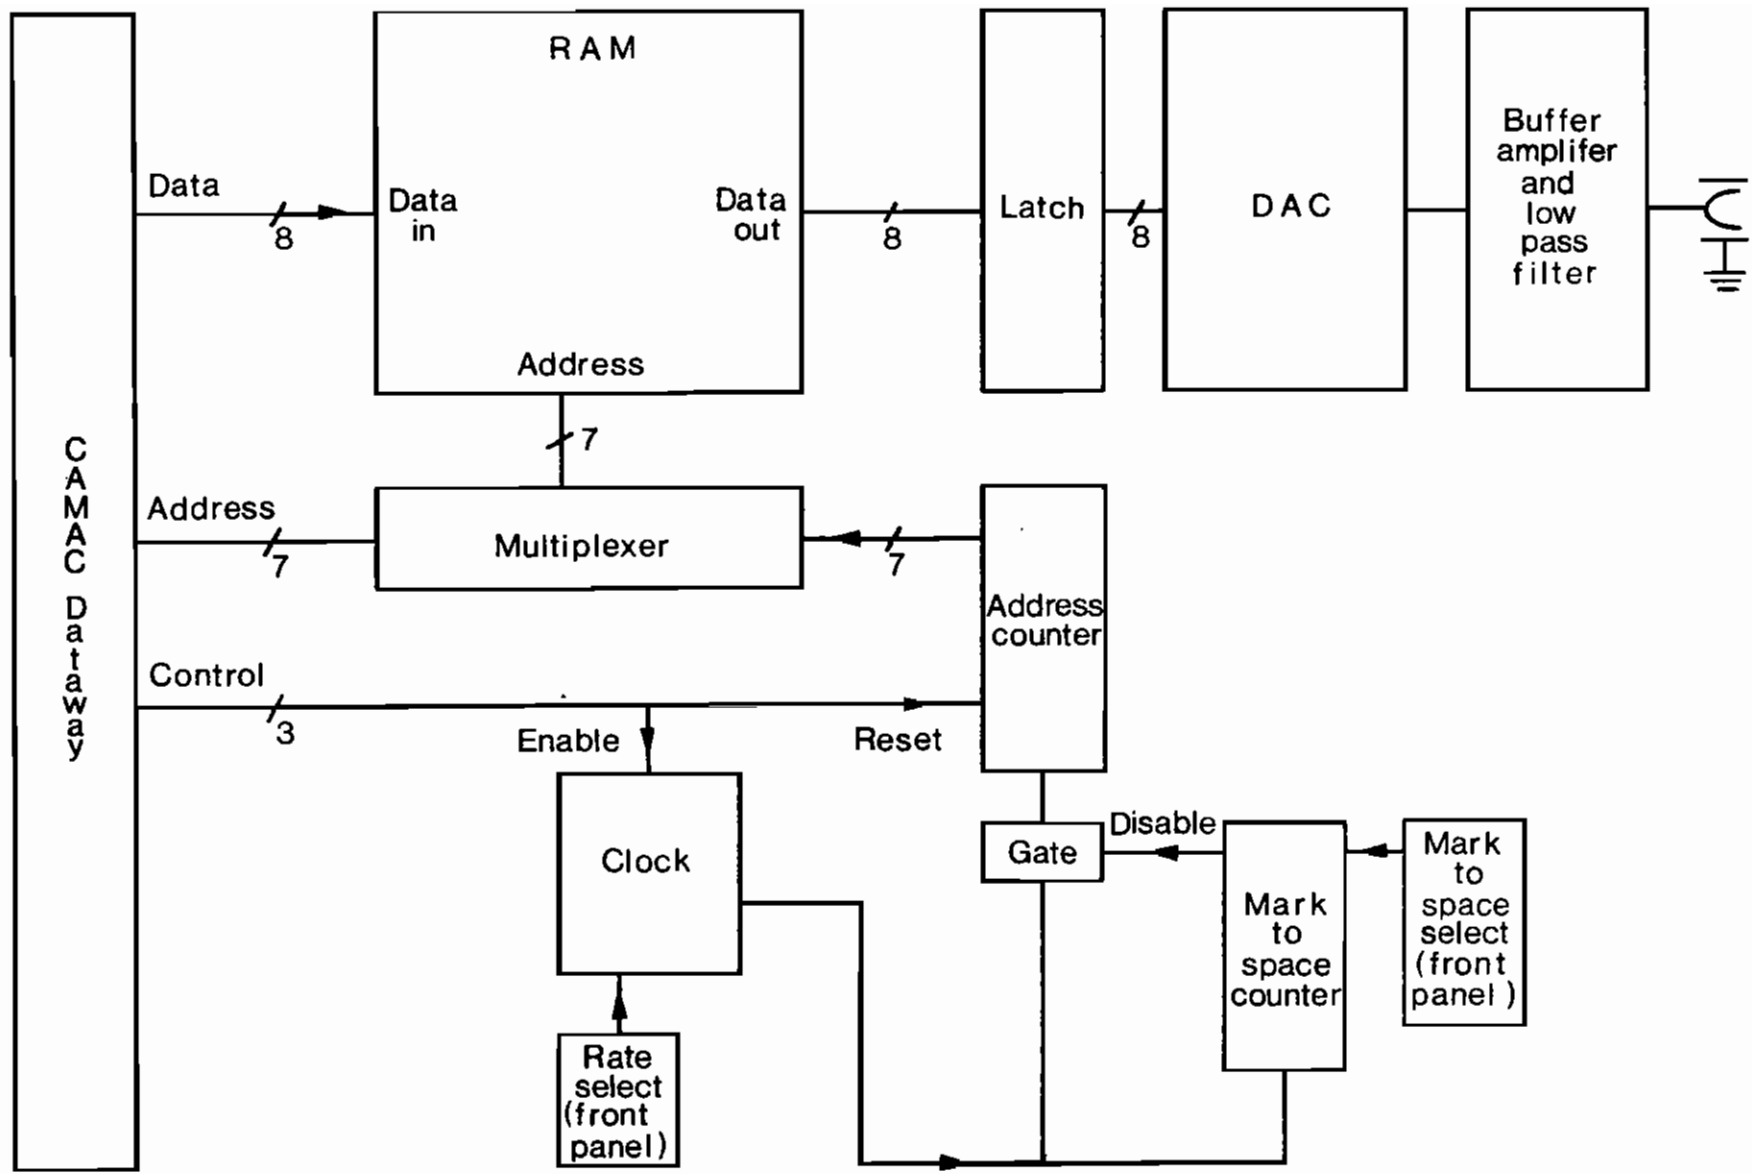 CAMAC Dataway
RAM
Data
8
Data
in
Data
out
8
Latch
8
DAC
Buffer
amplifer
and
low
pass
filter
Address
7
Address
7
Multiplexer
7
Address
counter
Control
3
Enable
Reset
Clock
Gate
Disable
Mark
to
space
counter
Mark
to
space
select
(front
panel)
Rate
select
(front
panel)